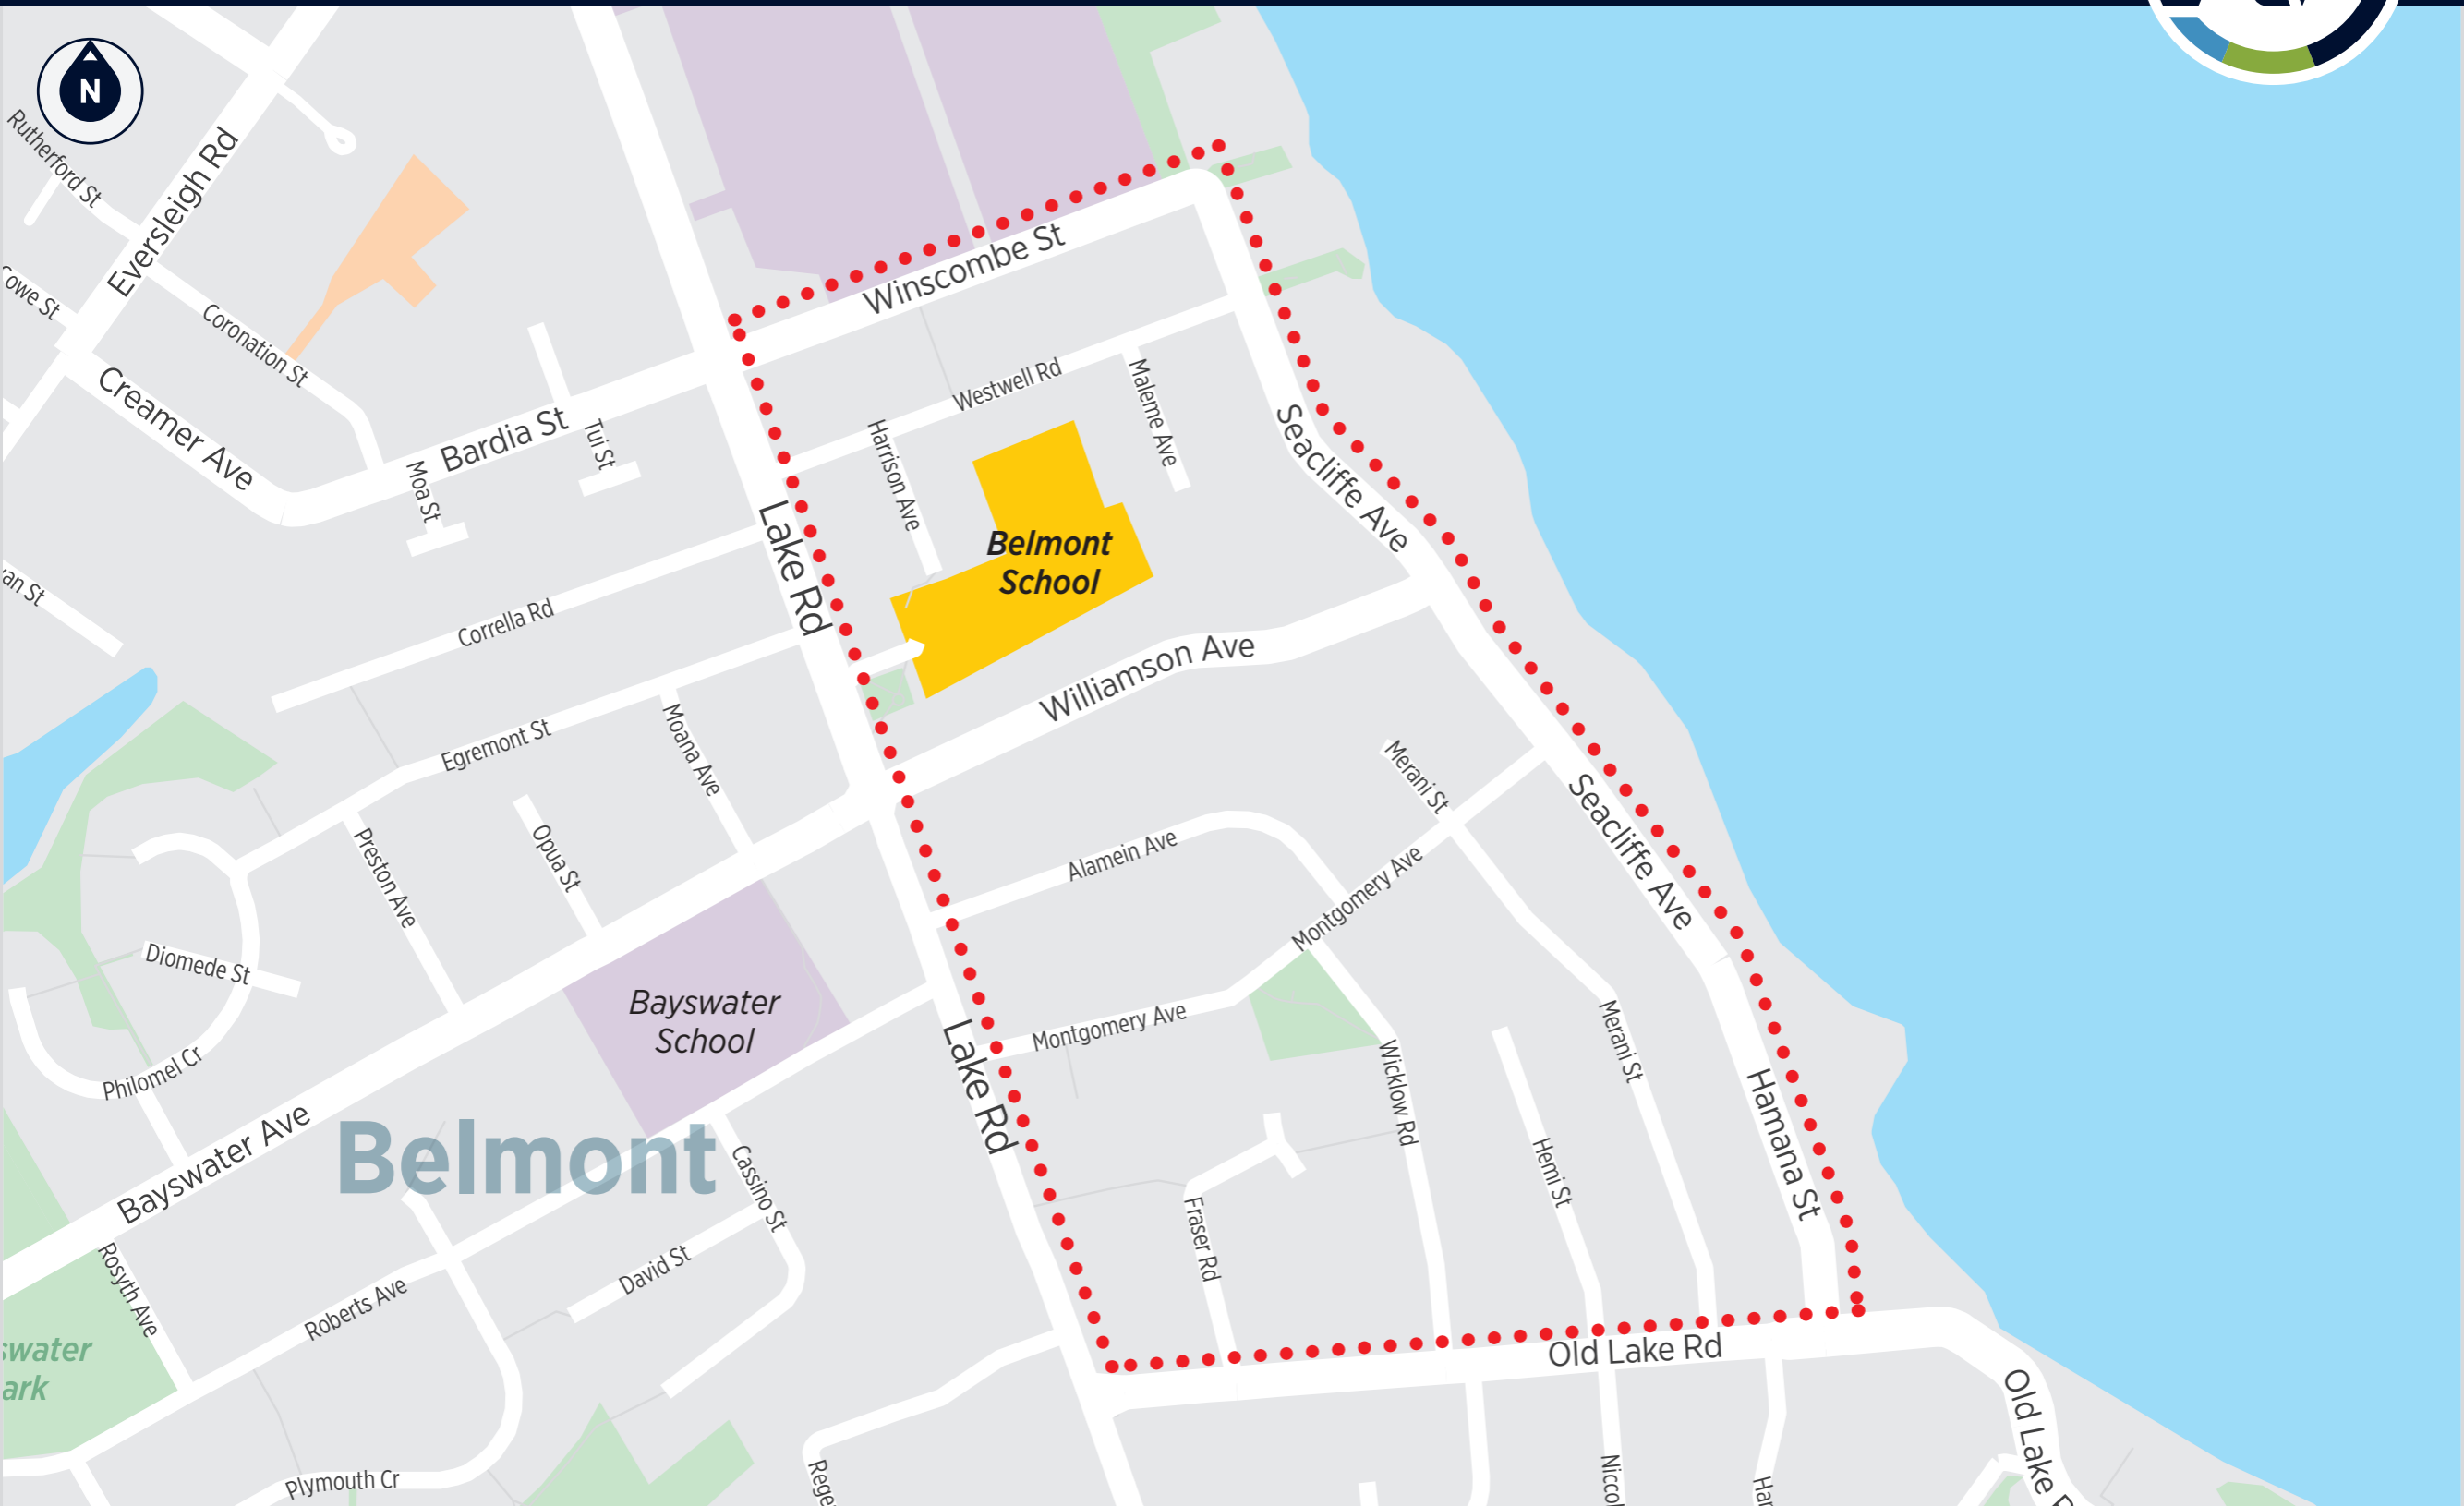 N
Rutherford St
Eversleigh Rd
Coronation St
Creamer Ave
Bardia St
Tui St
Moa St
Winscombe St
Westwell Rd
Maleme Ave
Harrison Ave
Seacliffe Ave
Belmont
School
Lake Rd
Corrella Rd
Egremont St
Moana Ave
Williamson Ave
Merani St
Seacliffe Ave
Opua St
Preston Ave
Alamein Ave
Montgomery Ave
Diomede St
Bayswater
School
Montgomery Ave
Merani St
Lake Rd
Wicklow Rd
Philomel Cr
Hamana St
Belmont
Bayswater Ave
Cassino St
Hemi St
Fraser Rd
David St
Rosyth Ave
Roberts Ave
Old Lake Rd
Old Lake
Plymouth Cr